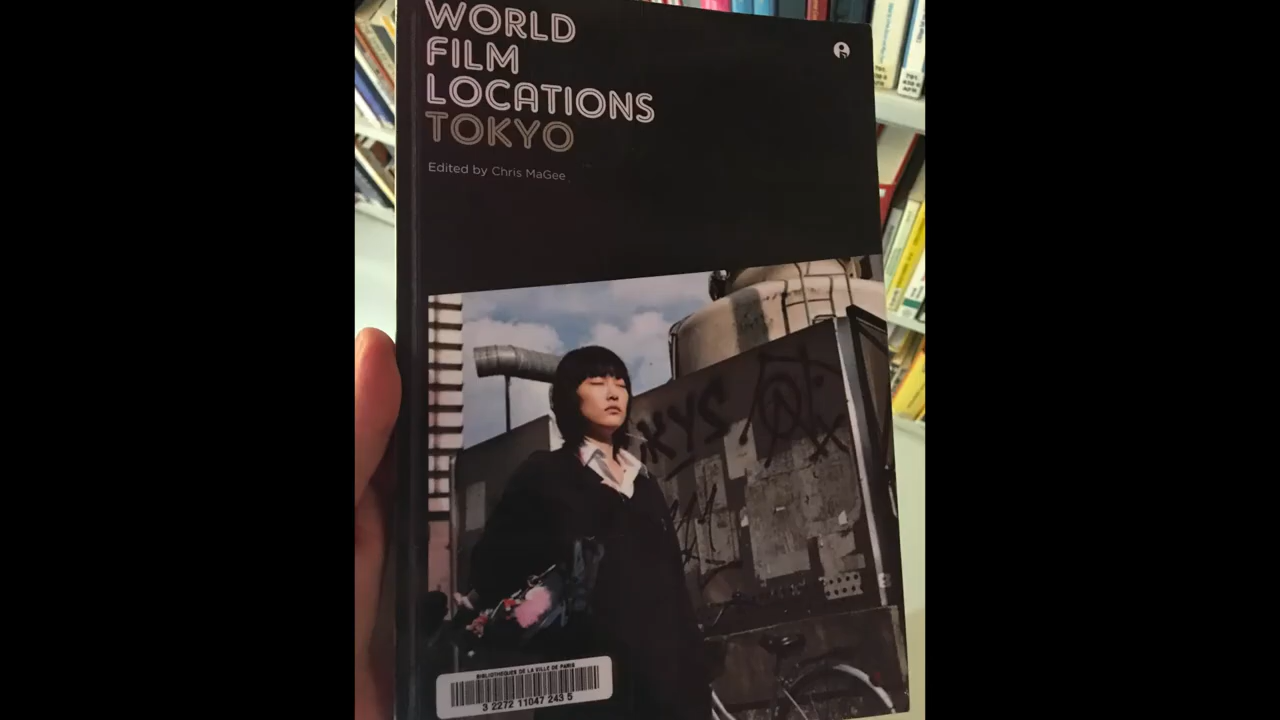 WORLD
FILM
LOCATIONS
TOKYO
Edited by Chris MaGee
KYS
BIBLIOTHEQUES DE LA VILLE DE PARIS
3 2272 11047 243 5